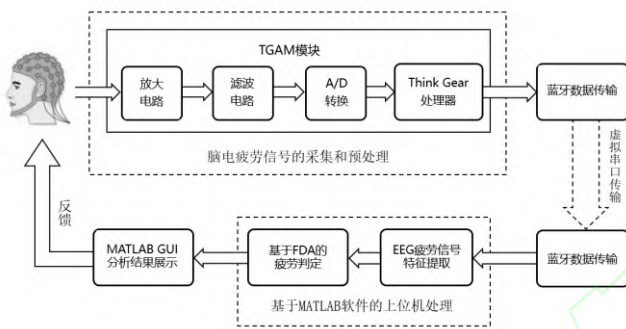 TGAM模块
放大
电路
滤波
电路
A/D
转换
Think Gear
处理器
蓝牙数据传输
脑电疲劳信号的采集和预处理
虚拟串口传输
反馈
MATLAB GUI
分析结果展示
基于FDA的
疲劳判定
EEG疲劳信号
特征提取
蓝牙数据传输
基于MATLAB软件的上位机处理